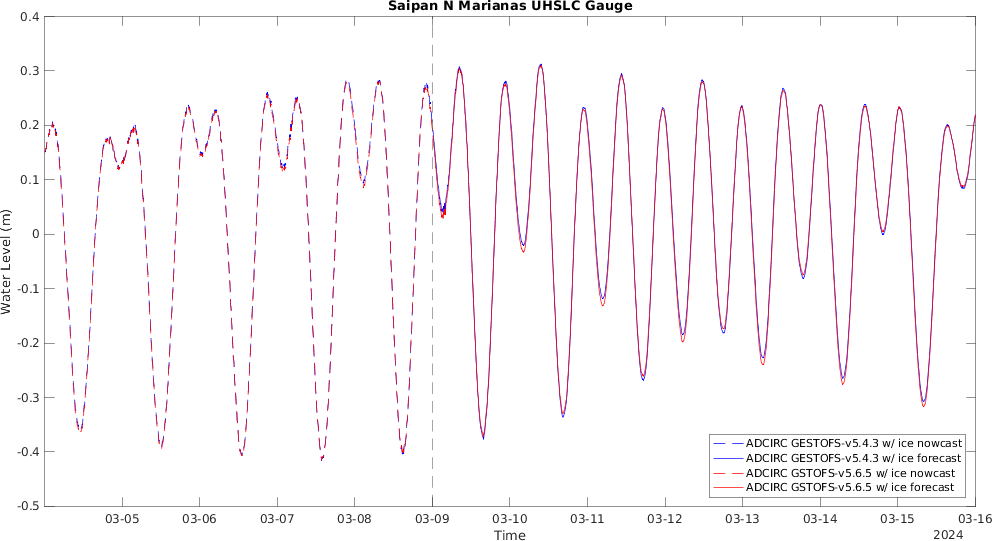 Saipan N Marianas UHSLC Gauge
Water Level (m)
0.4
0.3
0.2
0.1
0
-0.1
-0.2
-0.3
-0.4
-0.5
ADCIRC GESTOFS-v5.4.3 w/ ice nowcast
ADCIRC GESTOFS-v5.4.3 w/ ice forecast
ADCIRC GSTOFS-v5.6.5 w/ ice nowcast
ADCIRC GSTOFS-v5.6.5 w/ ice forecast
03-05 03-06 03-07 03-08 03-09 03-10 03-11 03-12 03-13 03-14 03-15 03-16
Time
2024